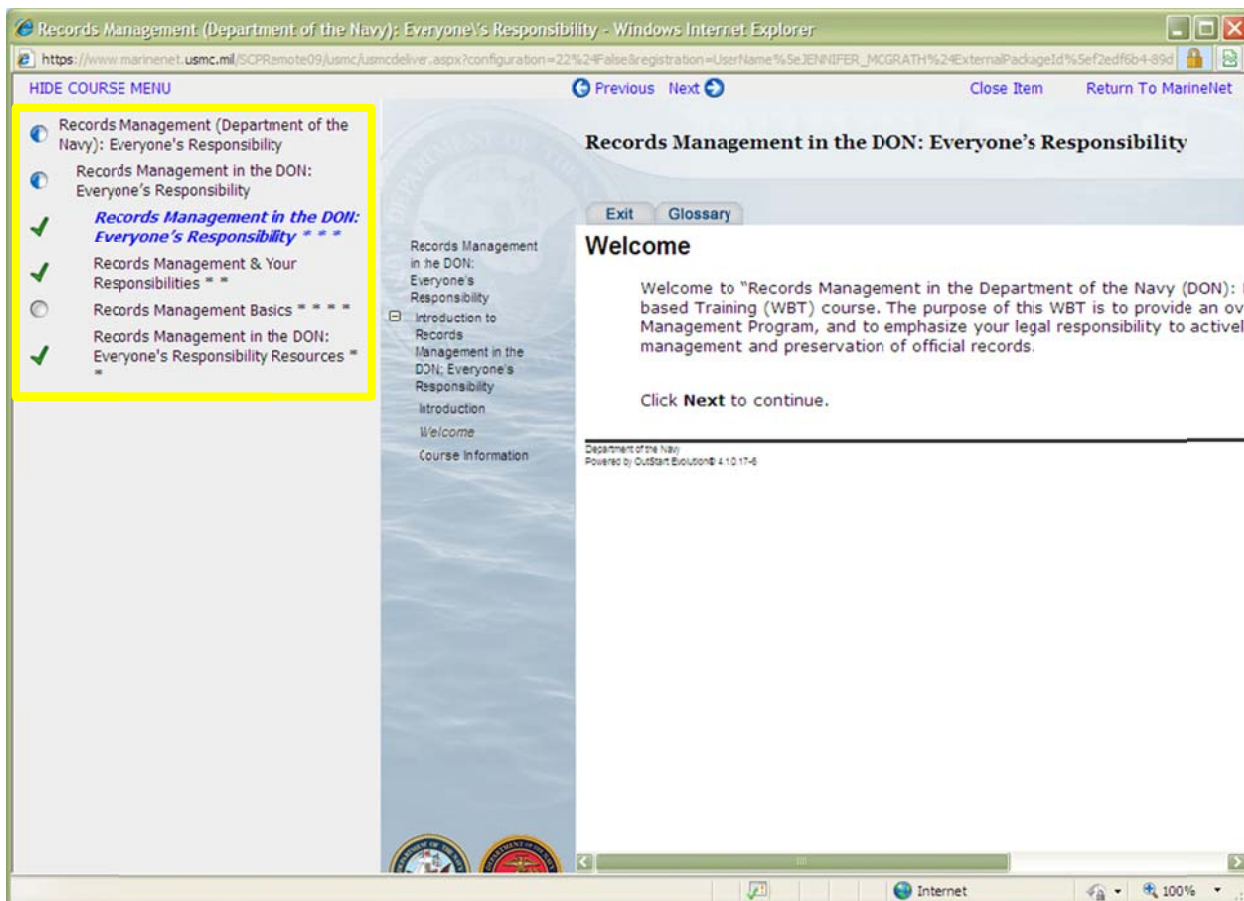 Records Management (Department of the Navy): Everyone\'s Responsibility - Windows Internet Explorer
https://www.marinenet.usmc.mil/SCPRemote09/usmc/usmcdeliver.aspx?configuration=22%24False&registration=UserName%5eJENNIFER_MCGRATH%24ExternalPackageId%5ef2edf6b4-89d
HIDE COURSE MENU
Previous Next
Close Item Return To MarineNet
Records Management (Department of the
Navy): Everyone's Responsibility
Records Management in the DON:
Everyone's Responsibility
Records Management in the DON:
Everyone's Responsibility * * *
Records Management & Your
Responsibilities * *
Records Management Basics * * * *
Records Management in the DON:
Everyone's Responsibility Resources *
*
Records Management
in the DON:
Everyone's
Responsibility
Introduction to
Records
Management in the
DON: Everyone's
Responsibility
Introduction
Welcome
Course Information
Records Management in the DON: Everyone's Responsibility
Exit Glossary
Welcome
Welcome to "Records Management in the Department of the Navy (DON):
based Training (WBT) course. The purpose of this WBT is to provide an ov
Management Program, and to emphasize your legal responsibility to activel
management and preservation of official records.
Click Next to continue.
Department of the Navy
Powered by OutStart Evolution® 4.10.17-6
Internet
100%